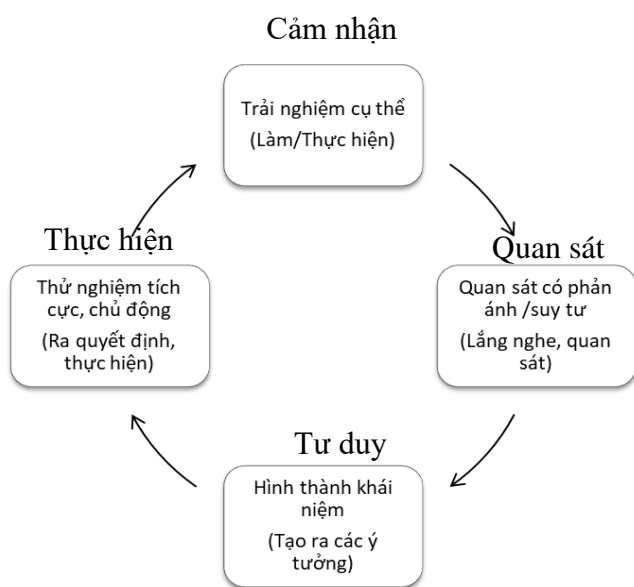 Cảm nhận
Trải nghiệm cụ thể
(Làm/Thực hiện)
Quan sát
Quan sát có phản
ánh /suy tư
(Lắng nghe, quan
sát)
Tư duy
Hình thành khái
niệm
(Tạo ra các ý
tưởng)
Thực hiện
Thử nghiệm tích
cực, chủ động
(Ra quyết định,
thực hiện)